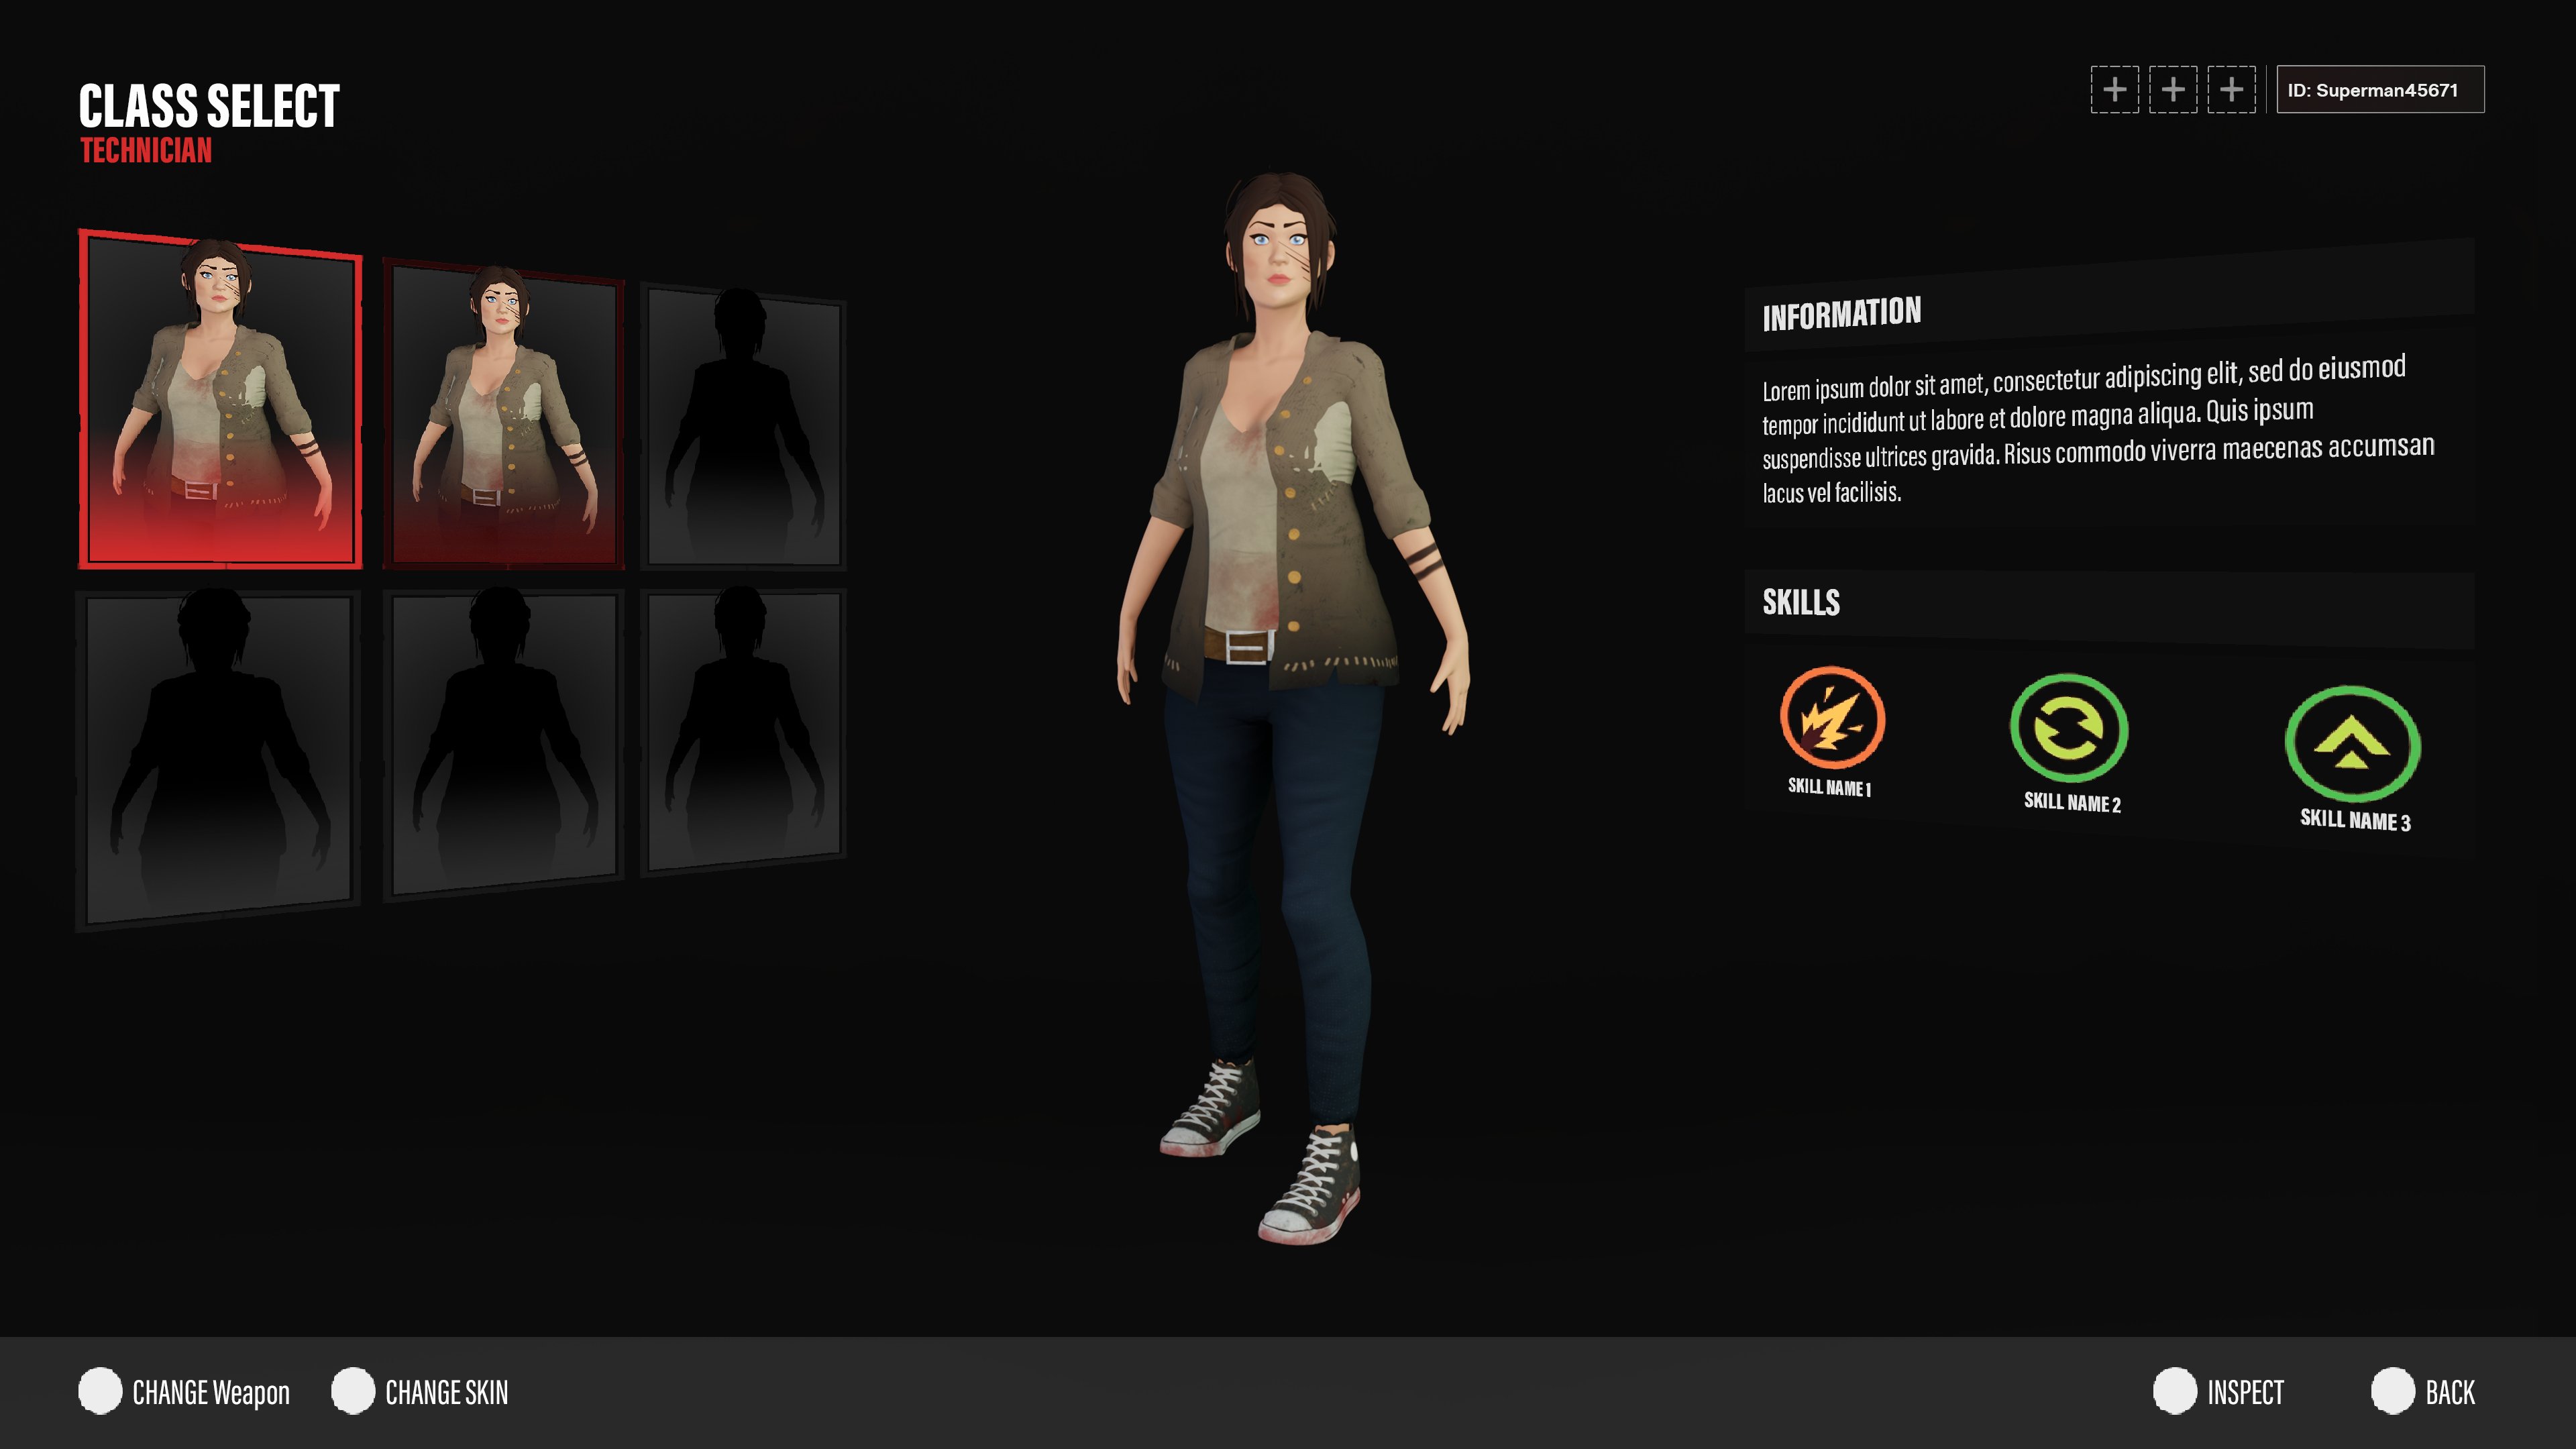 CLASS SELECT
TECHNICIAN
ID: Superman45671
INFORMATION
Lorem ipsum dolor sit amet, consectetur adipiscing elit, sed do eiusmod
tempor incididunt ut labore et dolore magna aliqua. Quis ipsum
suspendisse ultrices gravida. Risus commodo viverra maecenas accumsan
lacus vel facilisis.
SKILLS
SKILL NAME 1
SKILL NAME 2
SKILL NAME 3
CHANGE Weapon
CHANGE SKIN
INSPECT
BACK